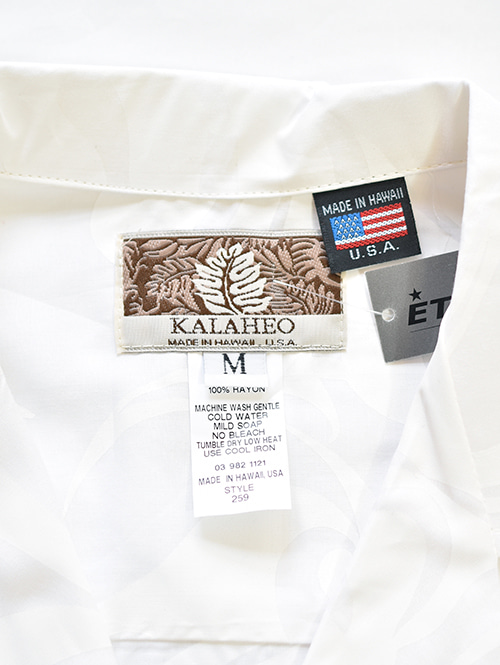 MADE IN HAWAII
U.S.A.
KALAHEO
MADE IN HAWAII, U.S.A.
M
100% RAYON
MACHINE WASH GENTLE
COLD WATER
MILD SOAP
NO BLEACH
TUMBLE DRY LOW HEAT
USE COOL IRON
03 982 1121
MADE IN HAWAII, USA
STYLE
259